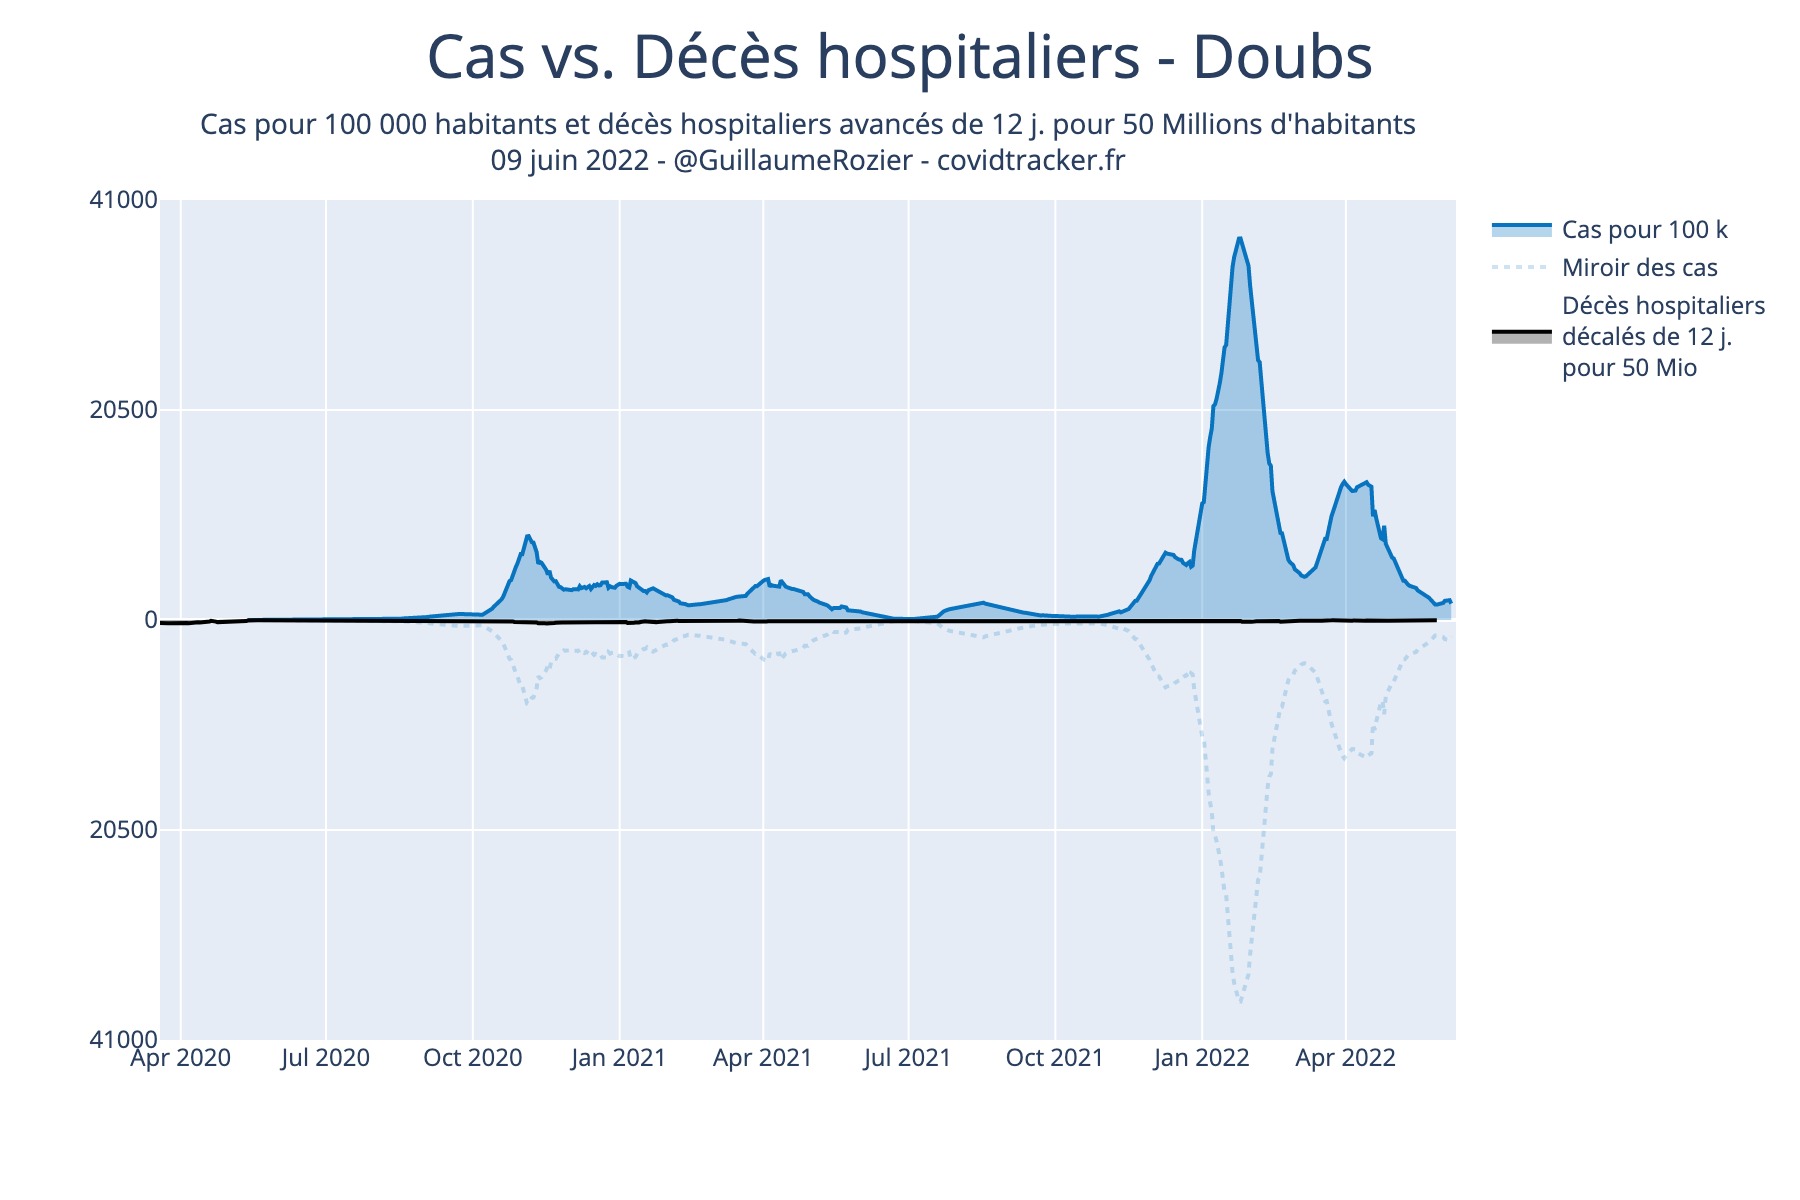 Cas vs. Décès hospitaliers - Doubs
Cas pour 100 000 habitants et décès hospitaliers avancés de 12 j. pour 50 Millions d'habitants
09 juin 2022 - @GuillaumeRozier - covidtracker.fr
41000
20500
0
20500
41000
Apr 2020
Jul 2020
Oct 2020
Jan 2021
Apr 2021
Jul 2021
Oct 2021
Jan 2022
Apr 2022
Cas pour 100 k
Miroir des cas
Décès hospitaliers
décalés de 12 j.
pour 50 Mio